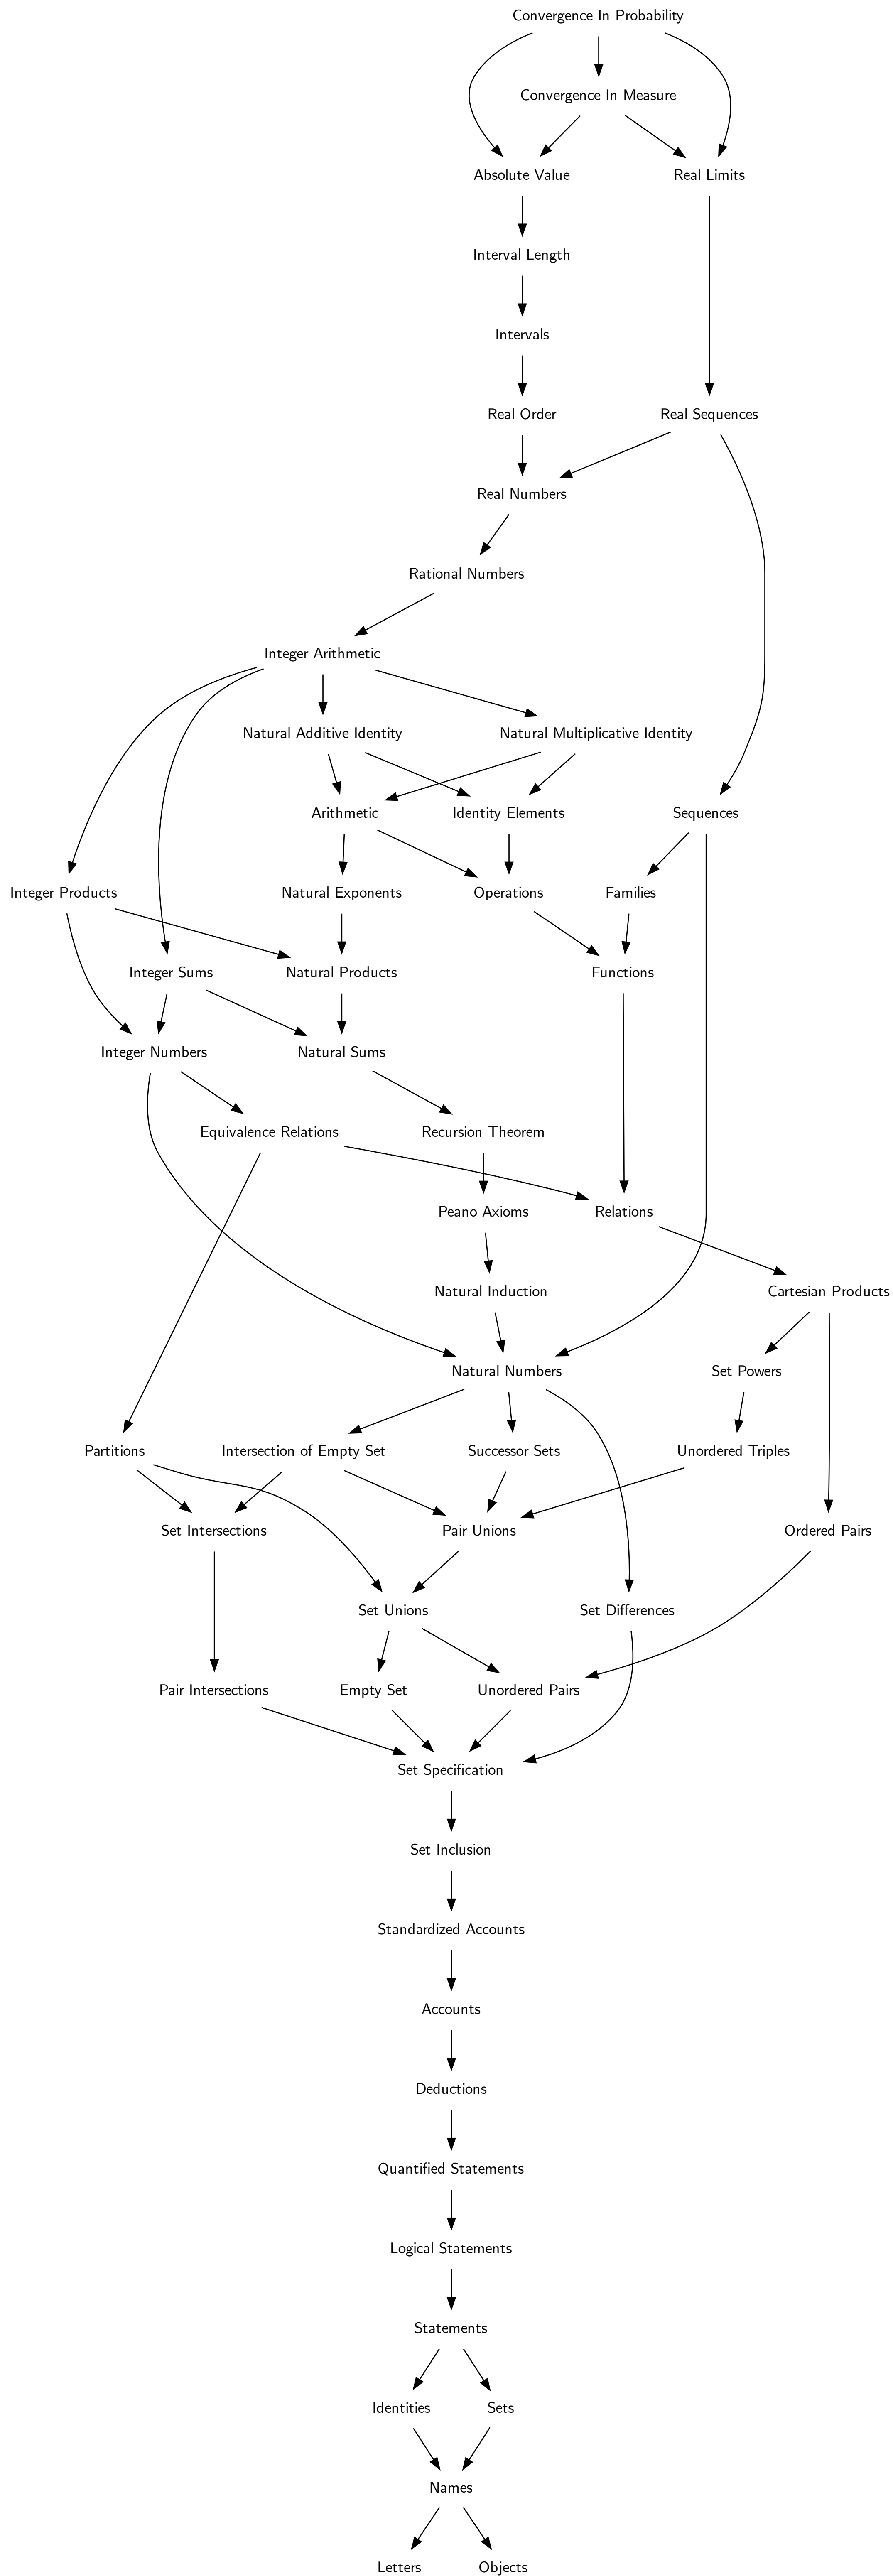 Convergence In Probability
Convergence In Measure
Absolute Value
Real Limits
Interval Length
Intervals
Real Order
Real Sequences
Real Numbers
Rational Numbers
Integer Arithmetic
Natural Additive Identity
Natural Multiplicative Identity
Arithmetic
Identity Elements
Sequences
Integer Products
Natural Exponents
Operations
Families
Integer Sums
Natural Products
Functions
Integer Numbers
Natural Sums
Equivalence Relations
Recursion Theorem
Peano Axioms
Relations
Natural Induction
Cartesian Products
Natural Numbers
Set Powers
Partitions
Intersection of Empty Set
Successor Sets
Unordered Triples
Set Intersections
Pair Unions
Ordered Pairs
Set Unions
Set Differences
Pair Intersections
Empty Set
Unordered Pairs
Set Specification
Set Inclusion
Standardized Accounts
Accounts
Deductions
Quantified Statements
Logical Statements
Statements
Identities
Sets
Names
Letters
Objects